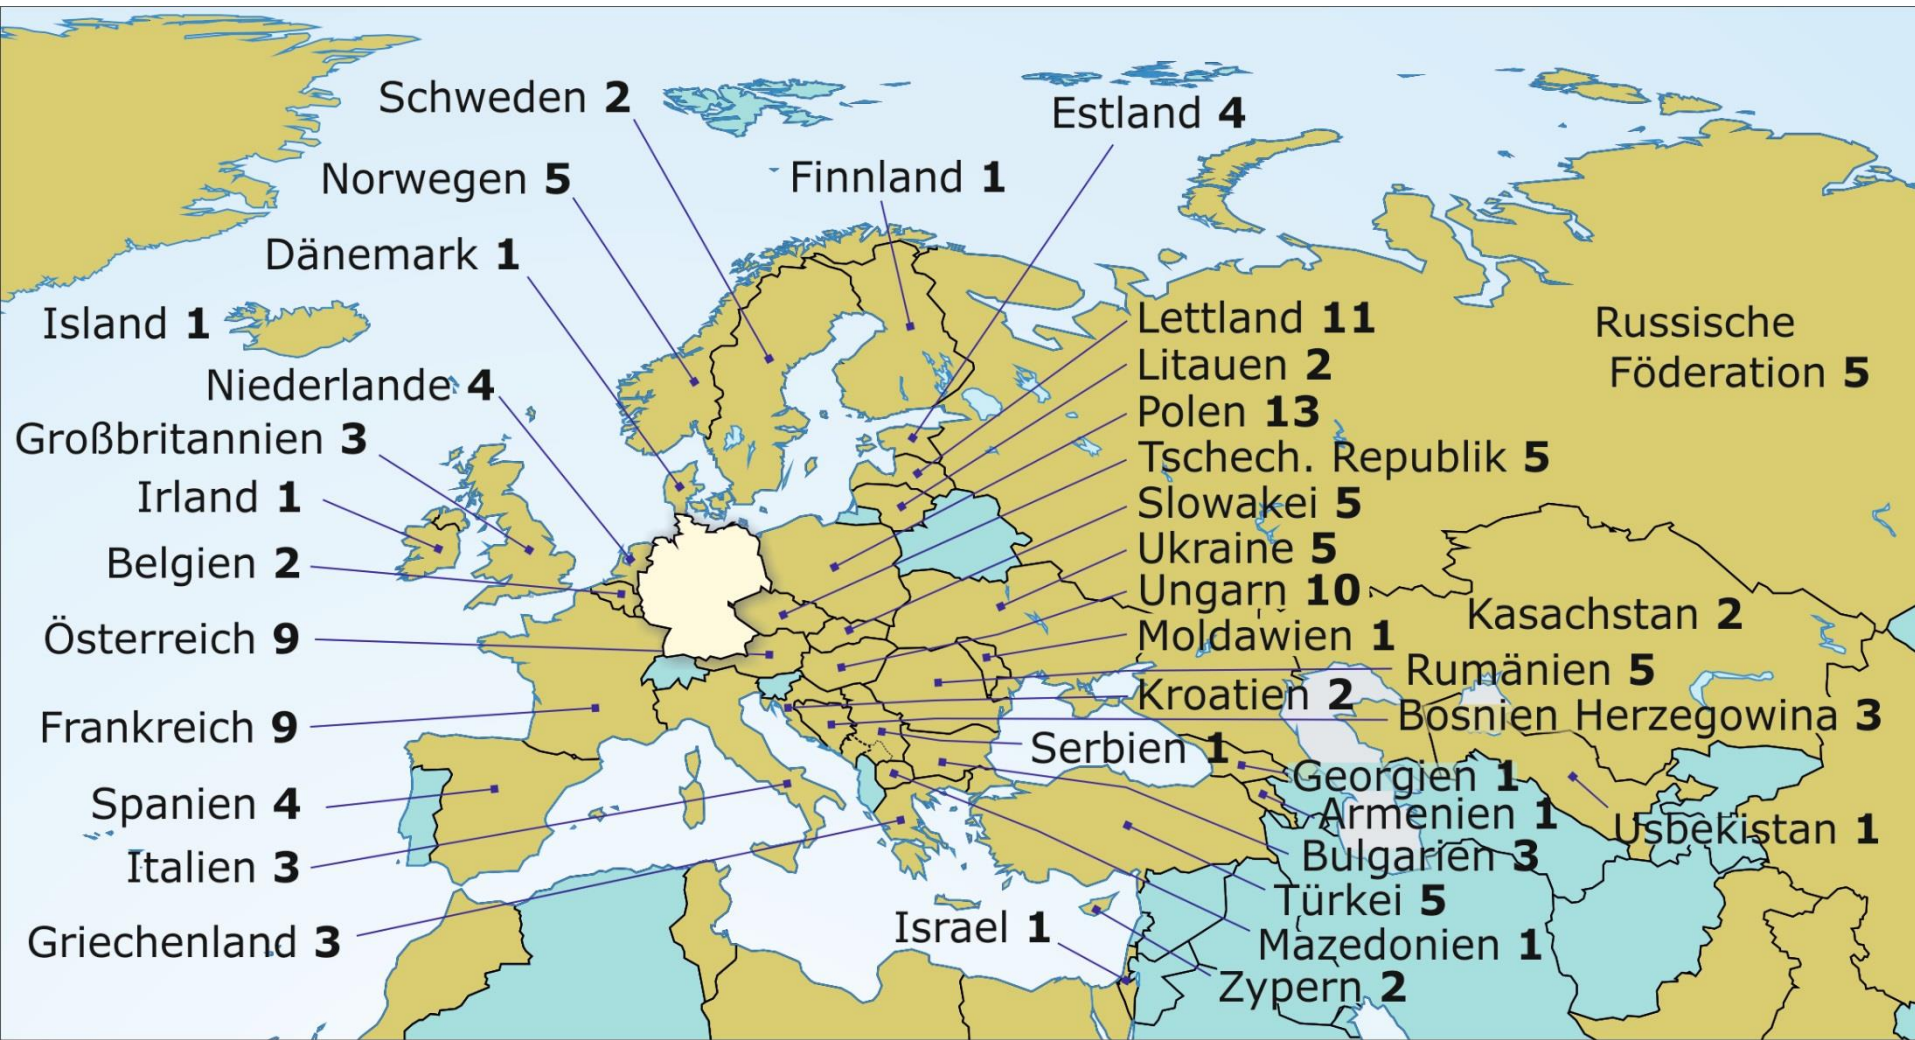 Schweden 2
Estland 4
Norwegen 5
Finnland 1
Dänemark 1
Island 1
Lettland 11
Russische
Föderation 5
Litauen 2
Niederlande 4
Polen 13
Großbritannien 3
Tschech. Republik 5
Irland 1
Slowakei 5
Ukraine 5
Belgien 2
Ungarn 10
Kasachstan 2
Österreich 9
Moldawien 1
Rumänien 5
Kroatien 2
Bosnien Herzegowina 3
Frankreich 9
Serbien 1
Georgien 1
Spanien 4
Armenien 1
Usbekistan 1
Bulgarien 3
Italien 3
Türkei 5
Israel 1
Griechenland 3
Mazedonien 1
Zypern 2